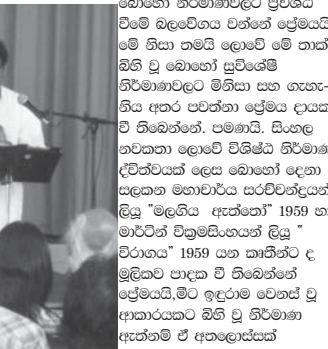 බොහෝ නිර්මාණවලට ප්‍රවිශ්ඨ
වීමේ බලවේගය වන්නේ ප්‍රේමයයි
මේ නිසා තමයි ලොවේ මේ තාක්
බිහි වූ බොහෝ සුවිශේෂී
නිර්මාණවලට මිනිසා සහ ගැහැ-
නිය අතර පවත්නා ප්‍රේමය දායක
වී තිබෙන්නේ. පමණයි. සිංහල
නවකතා ලොවේ විශිෂ්ඨ නිර්මාණ
ද්විත්වයක් ලෙස බොහෝ දෙනා
සලකන මහාචාර්ය සරච්චන්ද්‍රයන්
ලියූ "මලගිය ඇත්තෝ" 1959 හා
මාර්ටින් වික්‍රමසිංහයන් ලියූ "
විරාගය" 1959 යන කෘතීන්ට ද
මූලිකව පාදක වී තිබෙන්නේ
ප්‍රේමයයි,මීට ඉඳුරාම වෙනස් වූ
ආකාරයකට බිහි වූ නිර්මාණ
ඇත්නම් ඒ අතලොස්සක්